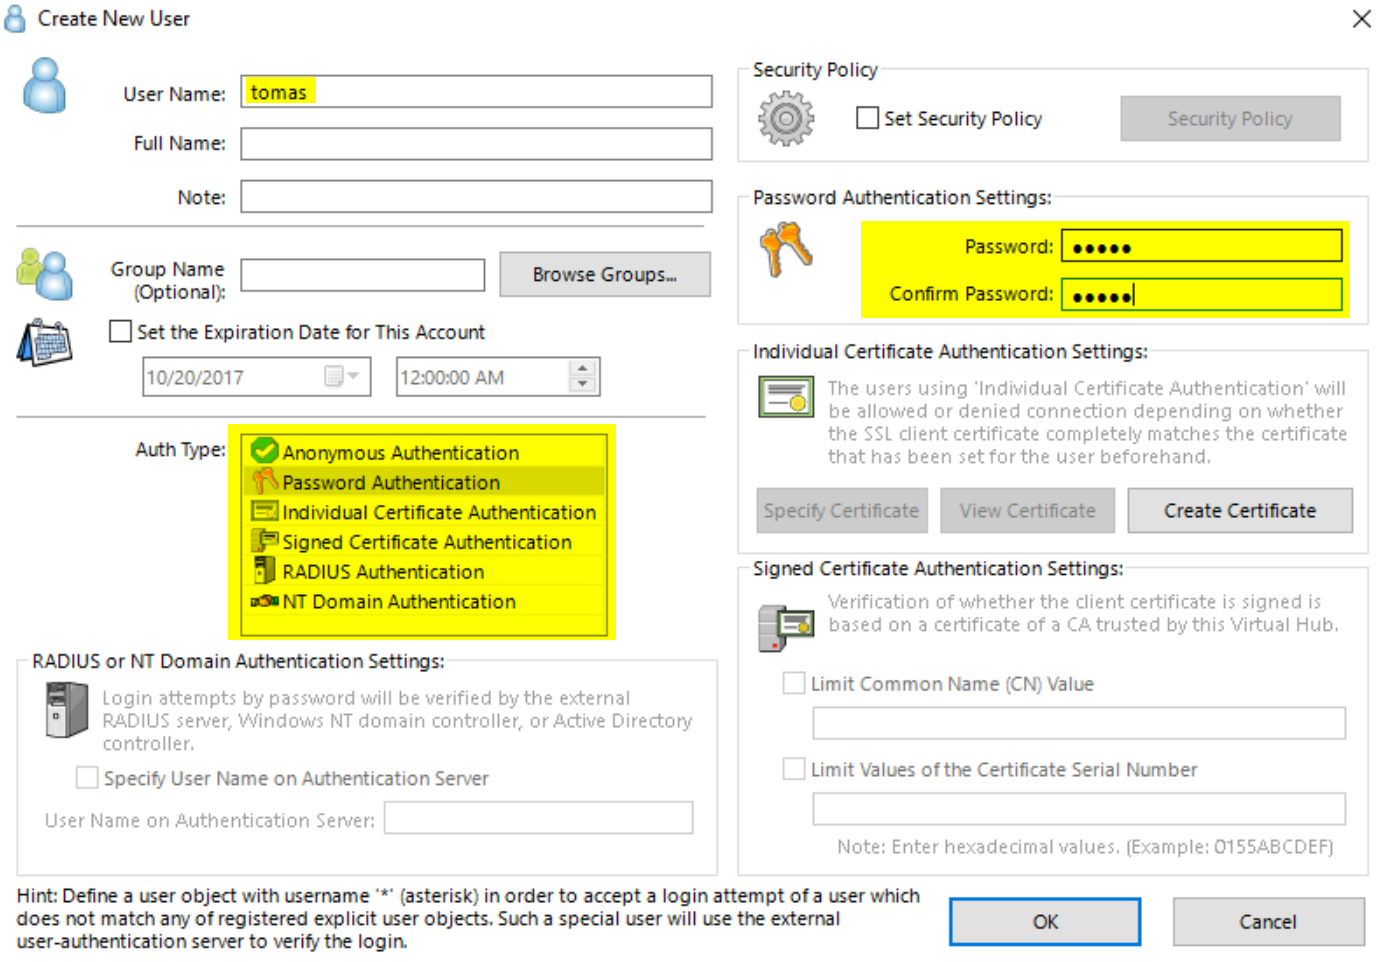 Create New User
User Name:
tomas
Full Name:
Note:
Group Name
(Optional):
Browse Groups...
Set the Expiration Date for This Account
10/20/2017
12:00:00 AM
Auth Type:
Anonymous Authentication
Password Authentication
Individual Certificate Authentication
Signed Certificate Authentication
RADIUS Authentication
NT Domain Authentication
RADIUS or NT Domain Authentication Settings:
Login attempts by password will be verified by the external
RADIUS server, Windows NT domain controller, or Active Directory
controller.
Specify User Name on Authentication Server
User Name on Authentication Server:
Security Policy
Set Security Policy
Security Policy
Password Authentication Settings:
Password:
●●●●●
Confirm Password:
●●●●●
Individual Certificate Authentication Settings:
The users using 'Individual Certificate Authentication' will
be allowed or denied connection depending on whether
the SSL client certificate completely matches the certificate
that has been set for the user beforehand.
Specify Certificate
View Certificate
Create Certificate
Signed Certificate Authentication Settings:
Verification of whether the client certificate is signed is
based on a certificate of a CA trusted by this Virtual Hub.
Limit Common Name (CN) Value
Limit Values of the Certificate Serial Number
Note: Enter hexadecimal values. (Example: 0155ABCDEF)
Hint: Define a user object with username '*' (asterisk) in order to accept a login attempt of a user which
does not match any of registered explicit user objects. Such a special user will use the external
user-authentication server to verify the login.
OK
Cancel